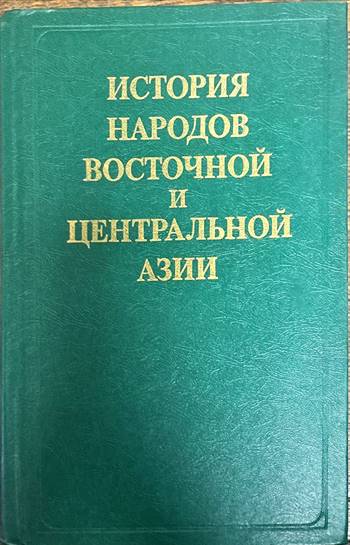 ИСТОРИЯ
НАРОДОВ
ВОСТОЧНОЙ
И
ЦЕНТРАЛЬНОЙ
АЗИИ